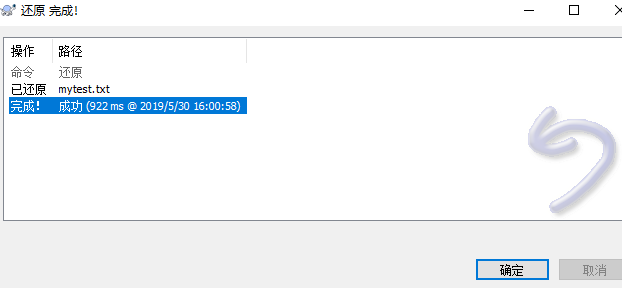 还原 完成!
操作 路径
命令 还原
已还原 mytest.txt
完成! 成功 (922 ms @ 2019/5/30 16:00:58)
确定 取消